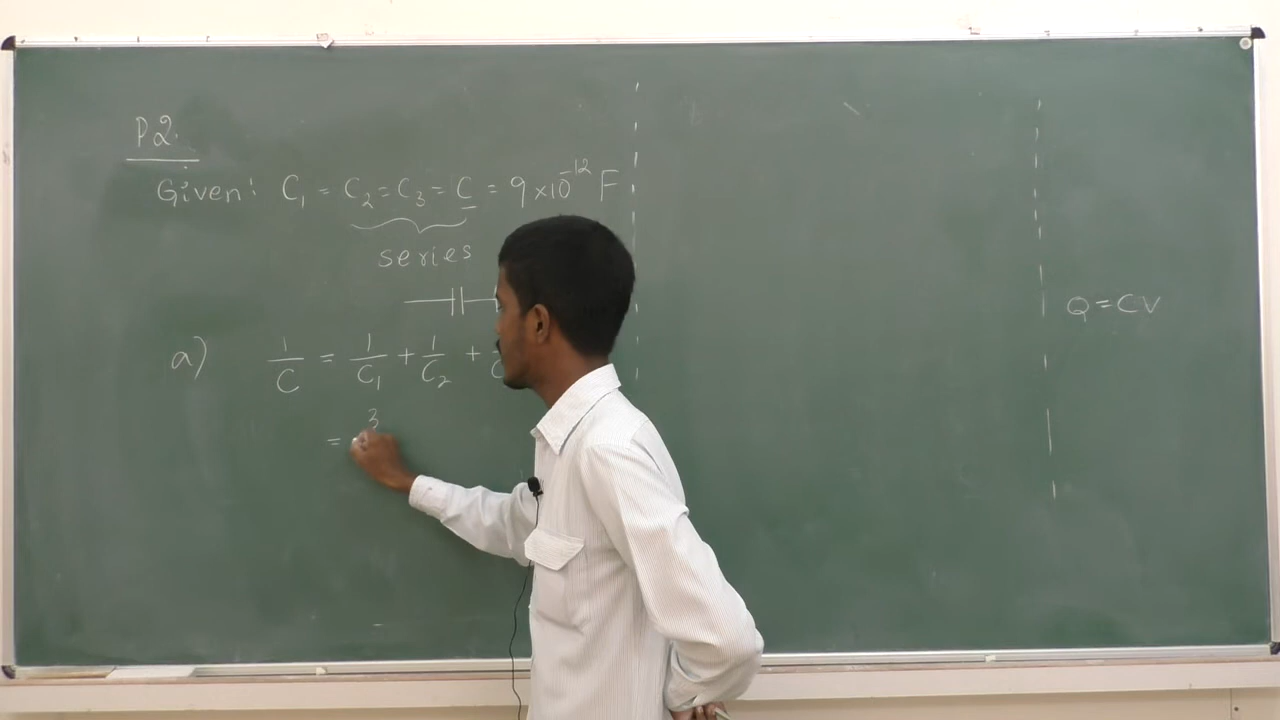 P2.
Given: C₁ = C₂ = C₃ = C = 9 × 10⁻¹² F
series
a) 1/C = 1/C₁ + 1/C₂ +
= 3
Q = CV